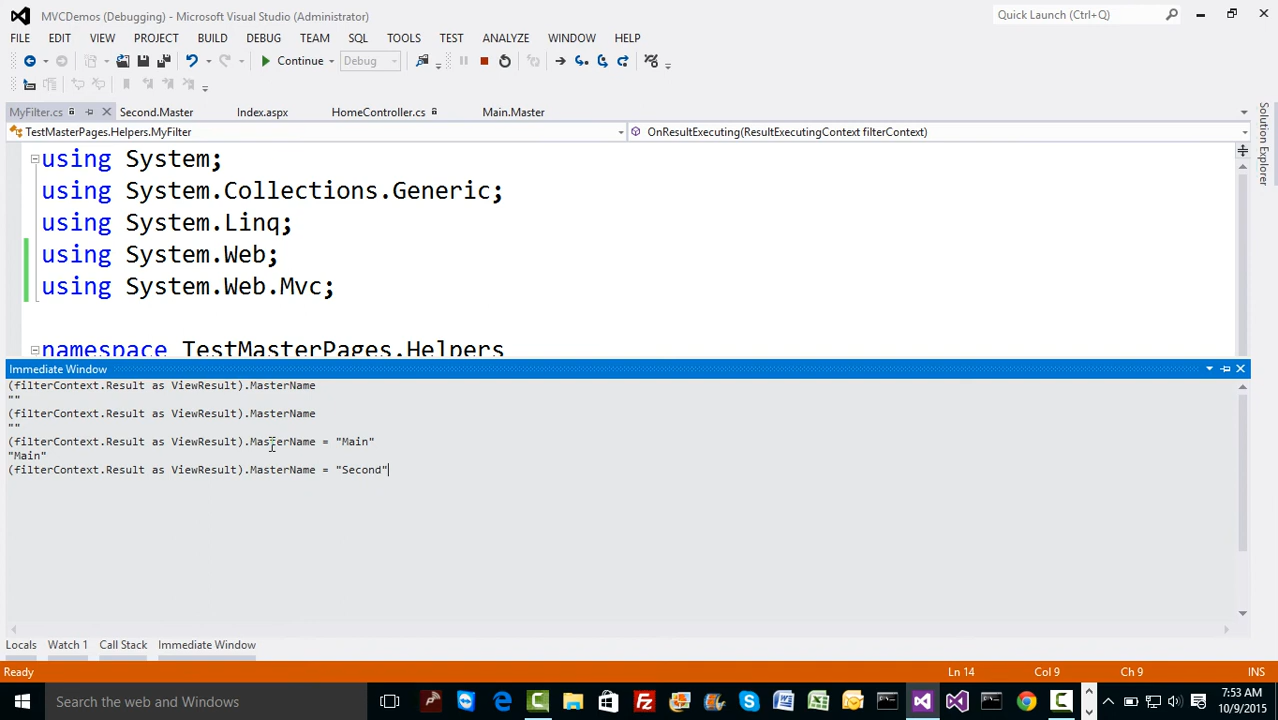 MVCDemos (Debugging) - Microsoft Visual Studio (Administrator)
Quick Launch (Ctrl+Q)
FILE EDIT VIEW PROJECT BUILD DEBUG TEAM SQL TOOLS TEST ANALYZE WINDOW HELP
Continue Debug
MyFilter.cs Second.Master Index.aspx HomeController.cs Main.Master
TestMasterPages.Helpers.MyFilter OnResultExecuting(ResultExecutingContext filterContext)
using System;
using System.Collections.Generic;
using System.Linq;
using System.Web;
using System.Web.Mvc;
namespace TestMasterPages.Helpers
Solution Explorer
Immediate Window
(filterContext.Result as ViewResult).MasterName
""
(filterContext.Result as ViewResult).MasterName
""
(filterContext.Result as ViewResult).MasterName = "Main"
"Main"
(filterContext.Result as ViewResult).MasterName = "Second"
Locals Watch 1 Call Stack Immediate Window
Ready Ln 14 Col 9 Ch 9 INS
Search the web and Windows
7:53 AM
10/9/2015